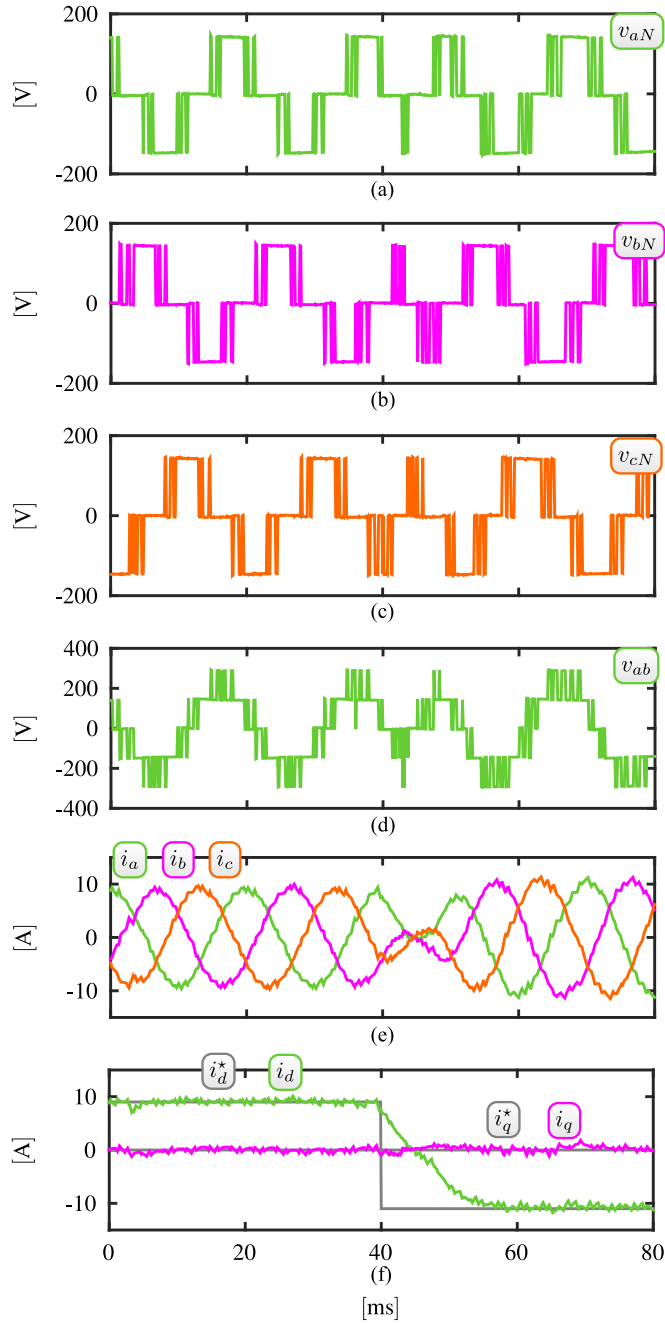 200
v_{aN}
[V]
0
-200
(a)
200
v_{bN}
[V]
0
-200
(b)
200
v_{cN}
[V]
0
-200
(c)
400
v_{ab}
200
[V]
0
-200
-400
(d)
i_a i_b i_c
10
[A]
0
-10
(e)
i_d^⋆ i_d
10
i_q^⋆ i_q
[A]
0
-10
0 20 40 60 80
(f)
[ms]